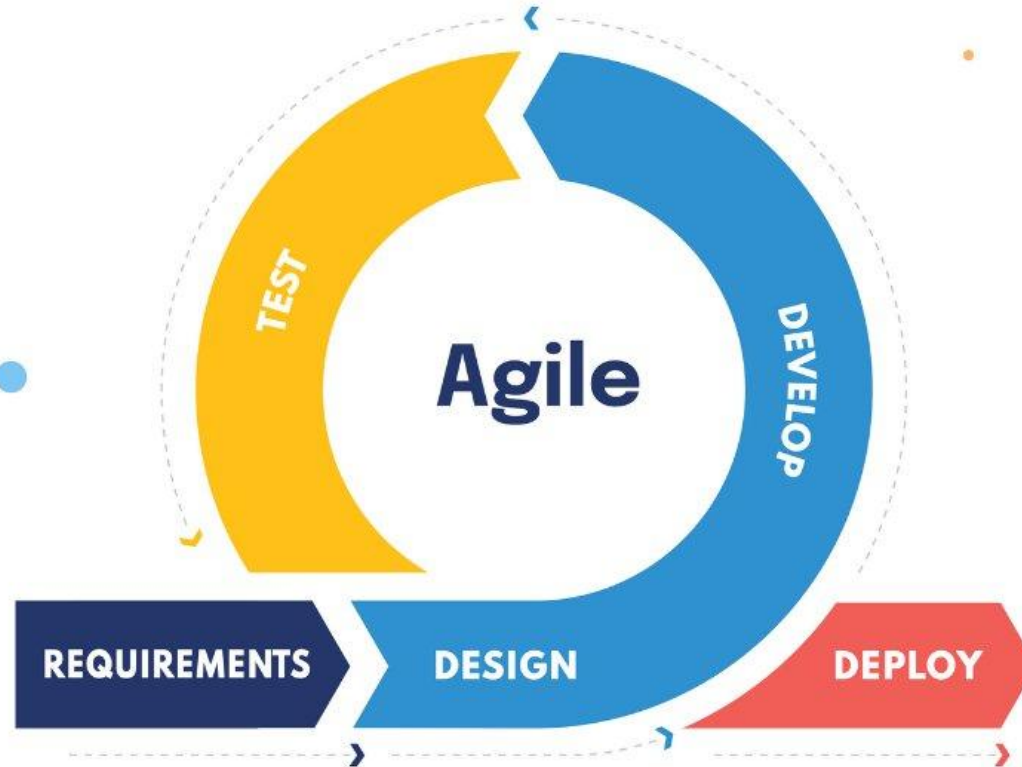 TEST
DEVELOP
Agile
REQUIREMENTS
DESIGN
DEPLOY